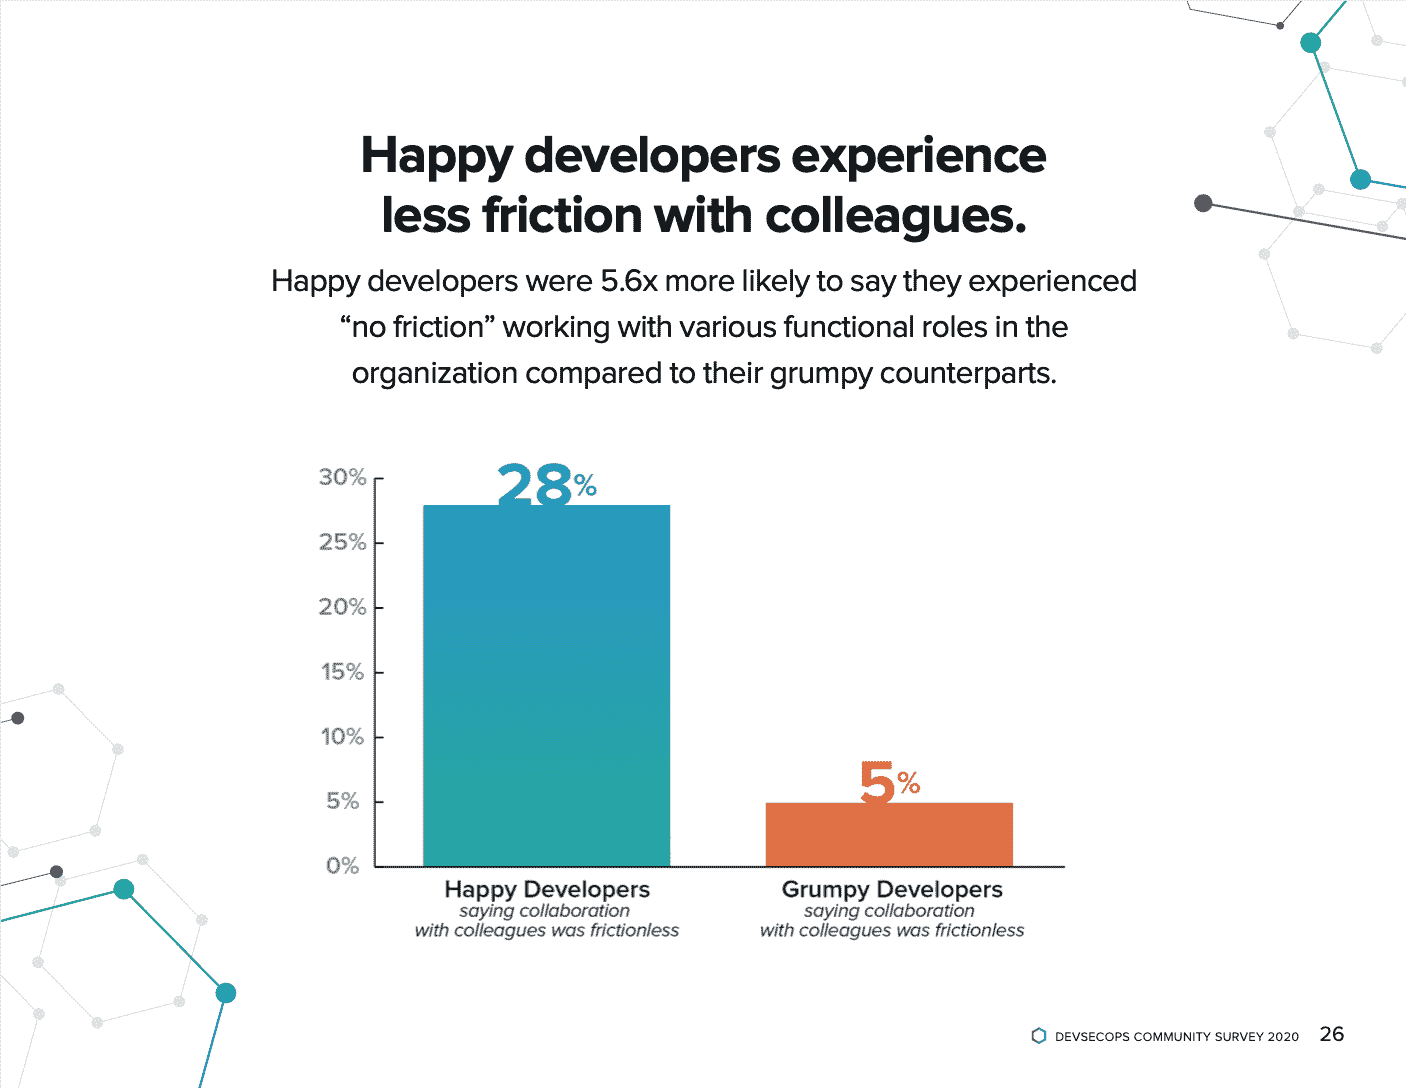 Happy developers experience
less friction with colleagues.
Happy developers were 5.6x more likely to say they experienced
“no friction” working with various functional roles in the
organization compared to their grumpy counterparts.
30%
25%
20%
15%
10%
5%
0%
28%
5%
Happy Developers
saying collaboration
with colleagues was frictionless
Grumpy Developers
saying collaboration
with colleagues was frictionless
DEVSECOPS COMMUNITY SURVEY 2020 26